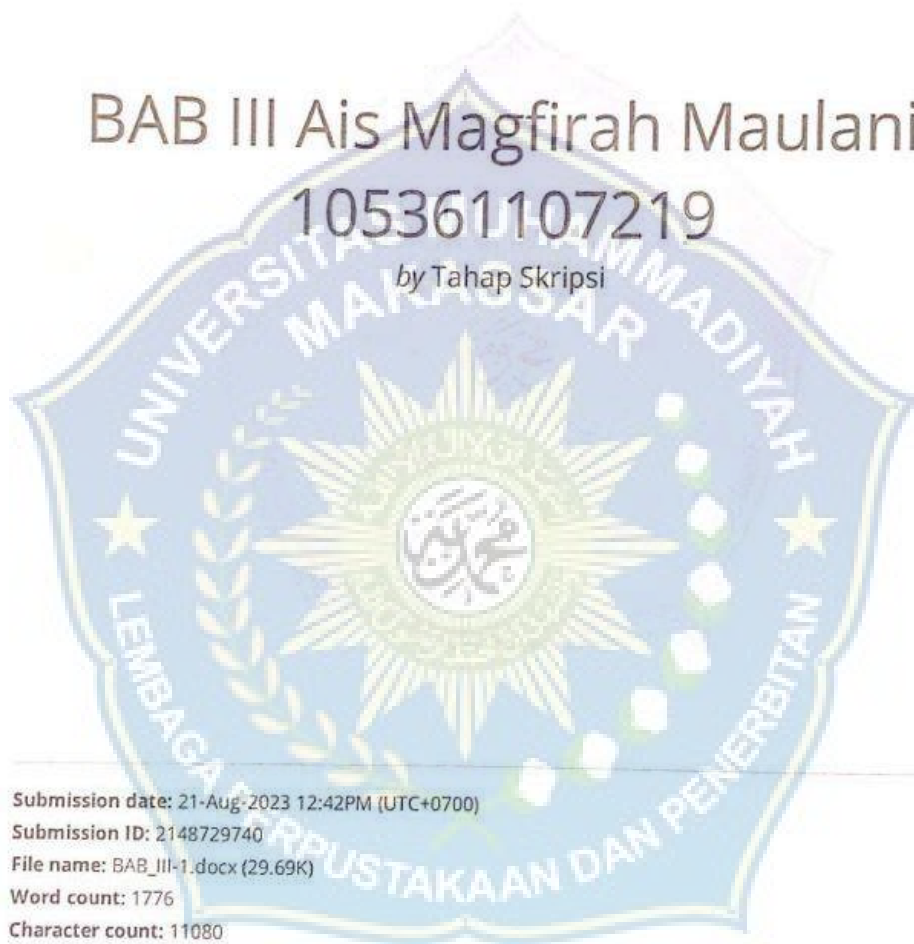 BAB III Ais Magfirah Maulani
105361107219
by Tahap Skripsi
UNIVERSITAS MUHAMMADIYAH
MAKASSAR
محمدية
LEMBAGA PERPUSTAKAAN DAN PENERBITAN
Submission date: 21-Aug-2023 12:42PM (UTC+0700)
Submission ID: 2148729740
File name: BAB_III-1.docx (29.69K)
Word count: 1776
Character count: 11080